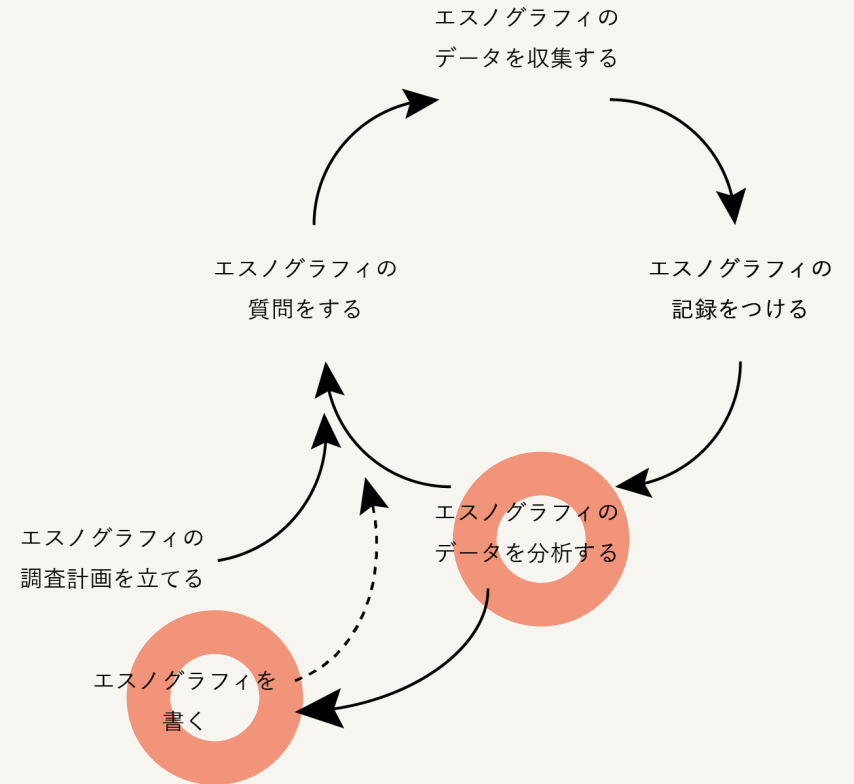 エスノグラフィの
データを収集する
エスノグラフィの
質問をする
エスノグラフィの
記録をつける
エスノグラフィの
データを分析する
エスノグラフィの
調査計画を立てる
エスノグラフィを
書く